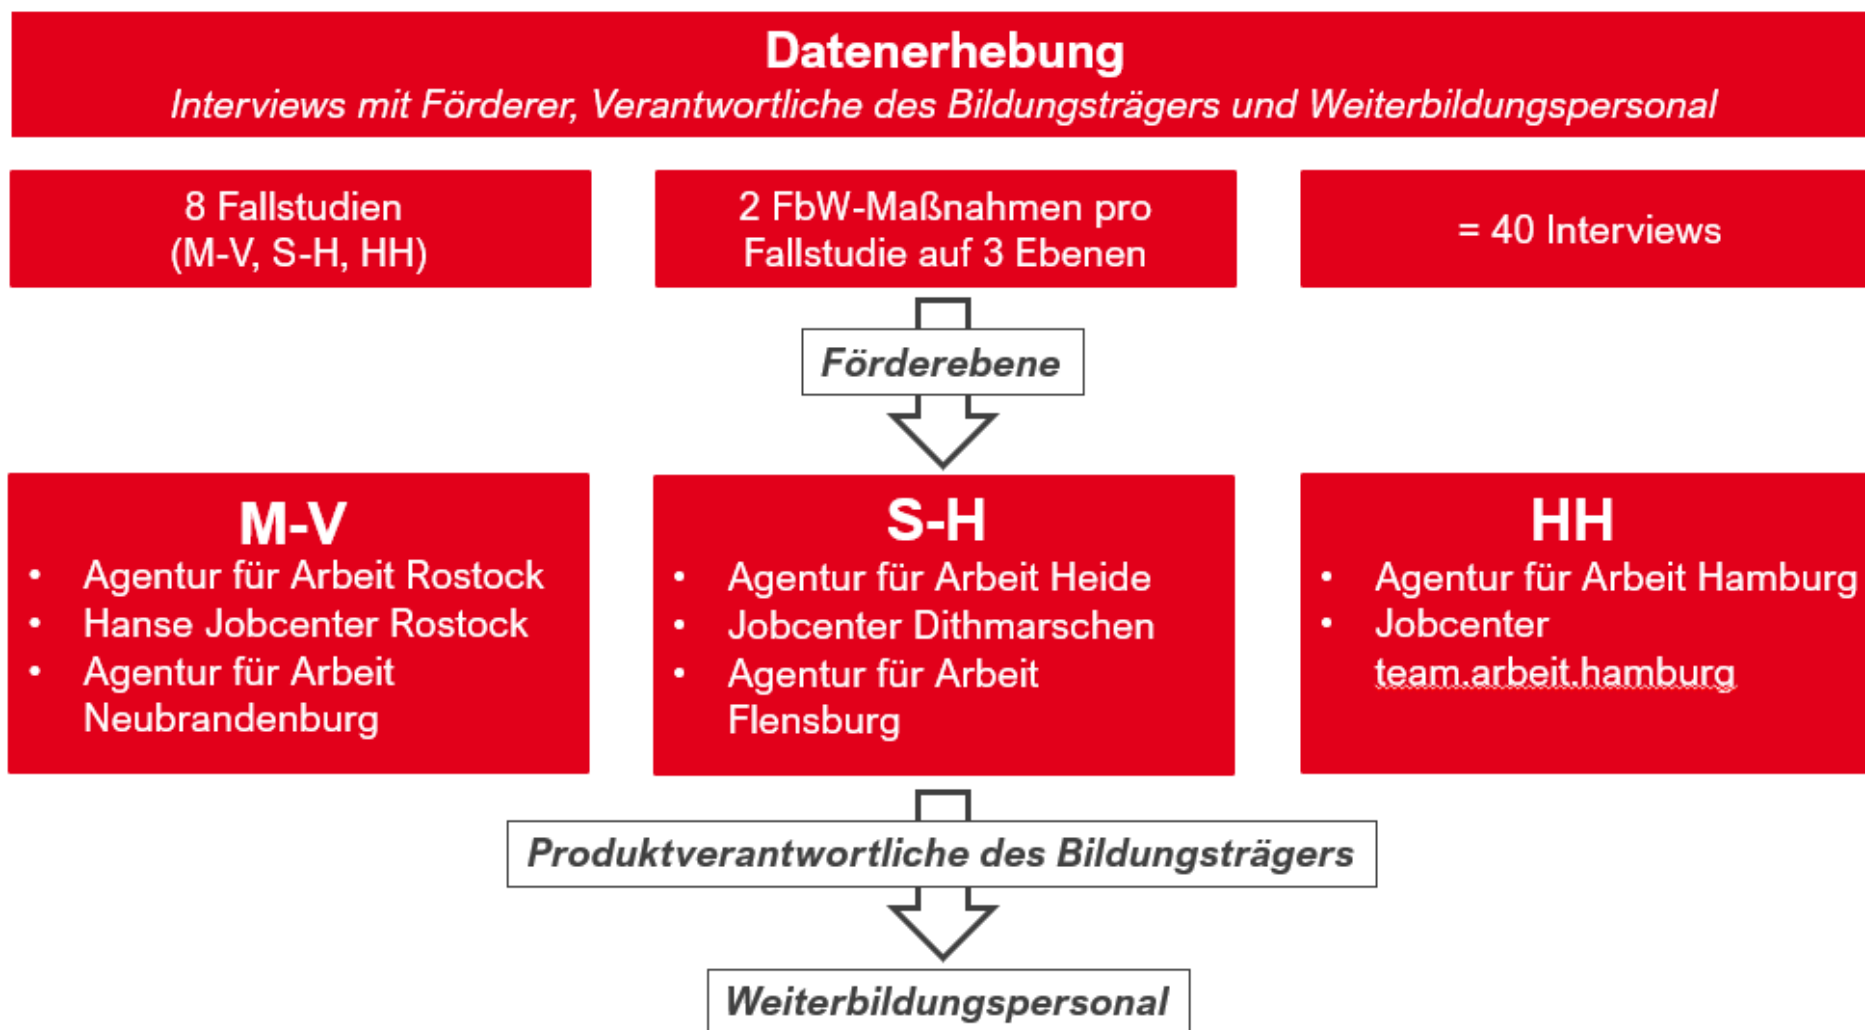 Datenerhebung
Interviews mit Förderer, Verantwortliche des Bildungsträgers und Weiterbildungspersonal
8 Fallstudien
(M-V, S-H, HH)
2 FbW-Maßnahmen pro
Fallstudie auf 3 Ebenen
= 40 Interviews
Förderebene
M-V
• Agentur für Arbeit Rostock
• Hanse Jobcenter Rostock
• Agentur für Arbeit
Neubrandenburg
S-H
• Agentur für Arbeit Heide
• Jobcenter Dithmarschen
• Agentur für Arbeit
Flensburg
HH
• Agentur für Arbeit Hamburg
• Jobcenter
team.arbeit.hamburg
Produktverantwortliche des Bildungsträgers
Weiterbildungspersonal